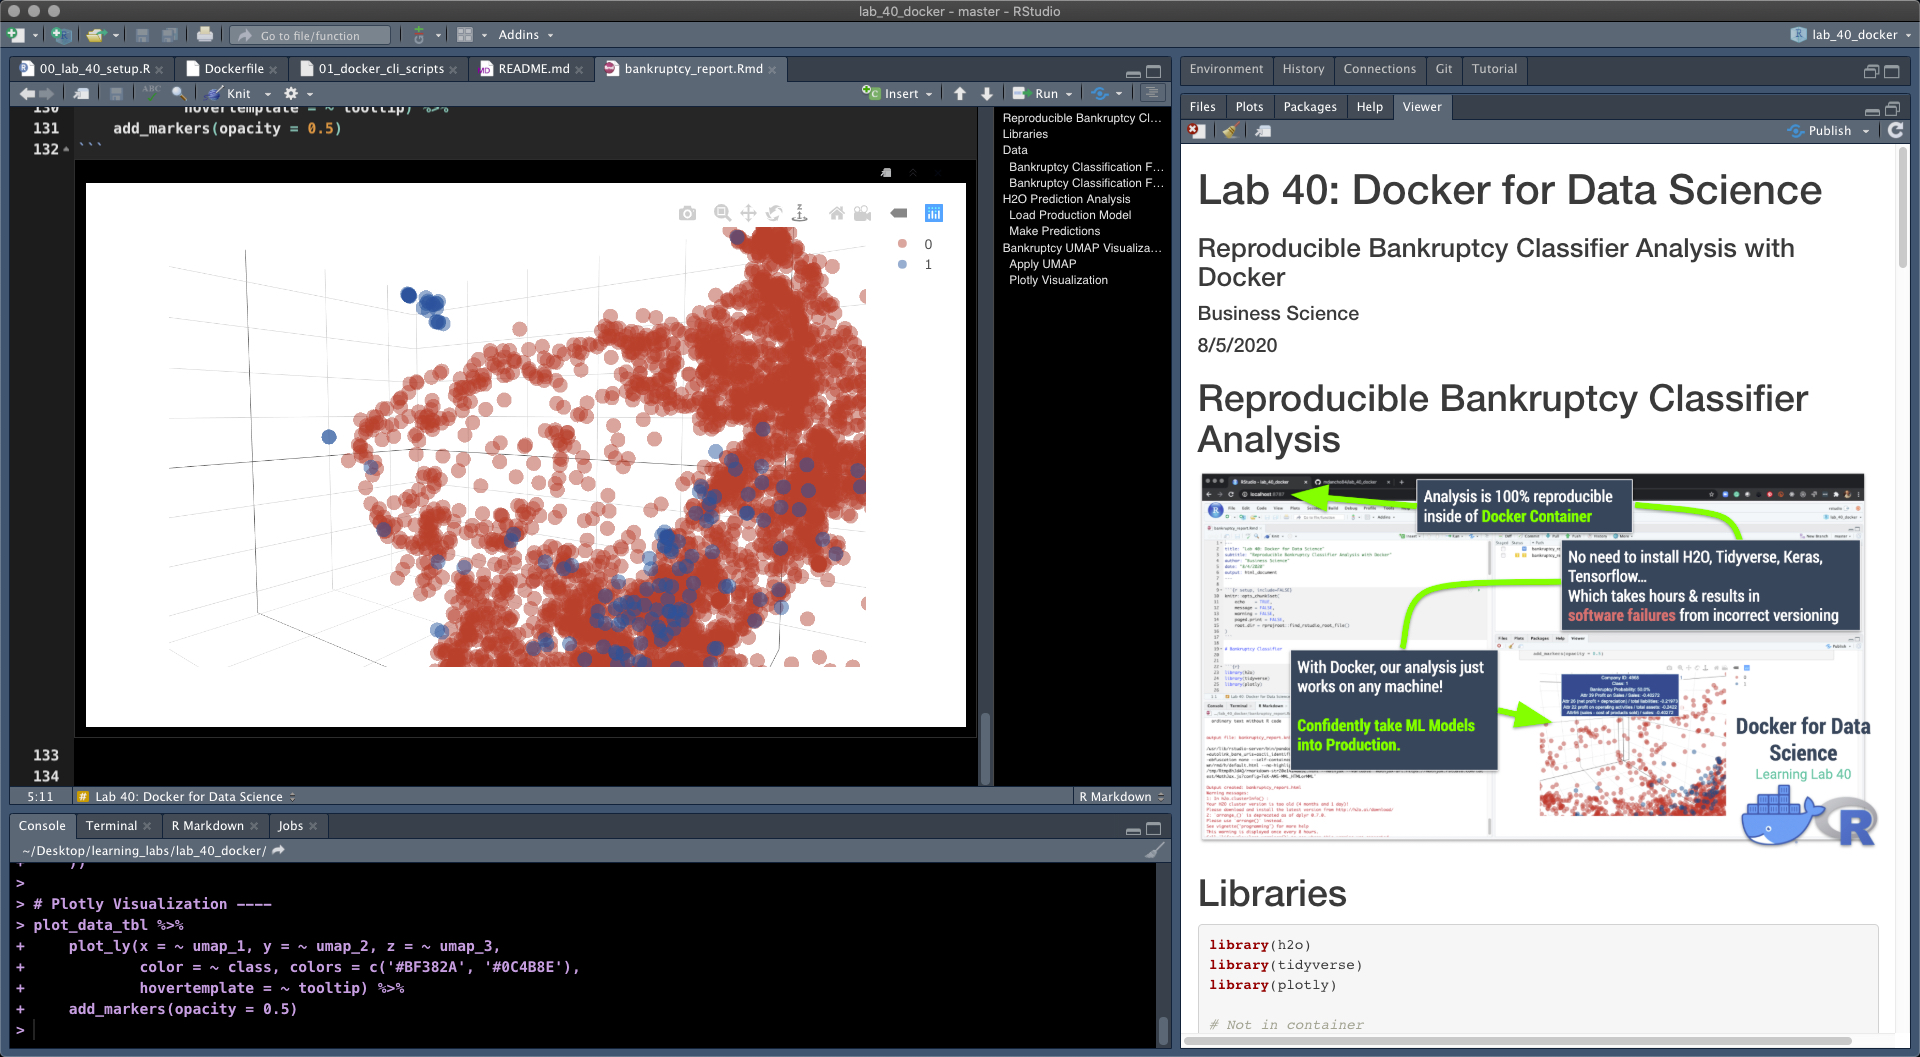 lab_40_docker - master - RStudio
Go to file/function
Addins
lab_40_docker
00_lab_40_setup.R
Dockerfile
01_docker_cli_scripts
README.md
bankruptcy_report.Rmd
ABC
Knit
Insert
Run
130 hovertemplate = ~ tooltip) %>%
131 add_markers(opacity = 0.5)
132 ```
0
1
133
134
Reproducible Bankruptcy Cl...
Libraries
Data
Bankruptcy Classification F...
Bankruptcy Classification F...
H2O Prediction Analysis
Load Production Model
Make Predictions
Bankruptcy UMAP Visualiza...
Apply UMAP
Plotly Visualization
5:11
# Lab 40: Docker for Data Science
R Markdown
Console
Terminal
R Markdown
Jobs
~/Desktop/learning_labs/lab_40_docker/
+ ))
>
> # Plotly Visualization ----
> plot_data_tbl %>%
+ plot_ly(x = ~ umap_1, y = ~ umap_2, z = ~ umap_3,
+ color = ~ class, colors = c('#BF382A', '#0C4B8E'),
+ hovertemplate = ~ tooltip) %>%
+ add_markers(opacity = 0.5)
>
Environment
History
Connections
Git
Tutorial
Files
Plots
Packages
Help
Viewer
Publish
Lab 40: Docker for Data Science
Reproducible Bankruptcy Classifier Analysis with
Docker
Business Science
8/5/2020
Reproducible Bankruptcy Classifier
Analysis
Analysis is 100% reproducible
inside of Docker Container
No need to install H2O, Tidyverse, Keras,
Tensorflow...
Which takes hours & results in
software failures from incorrect versioning
With Docker, our analysis just
works on any machine!
Confidently take ML Models
into Production.
Docker for Data
Science
Learning Lab 40
R
Libraries
library(h2o)
library(tidyverse)
library(plotly)
# Not in container